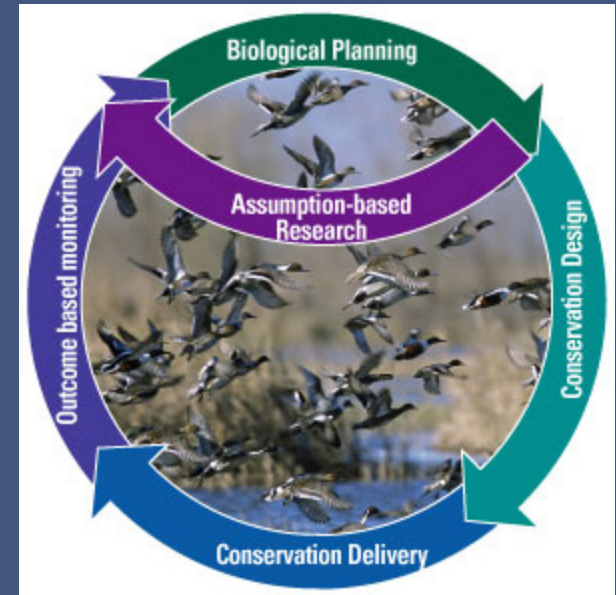 Biological Planning
Assumption-based
Research
Conservation Design
Conservation Delivery
Outcome based monitoring